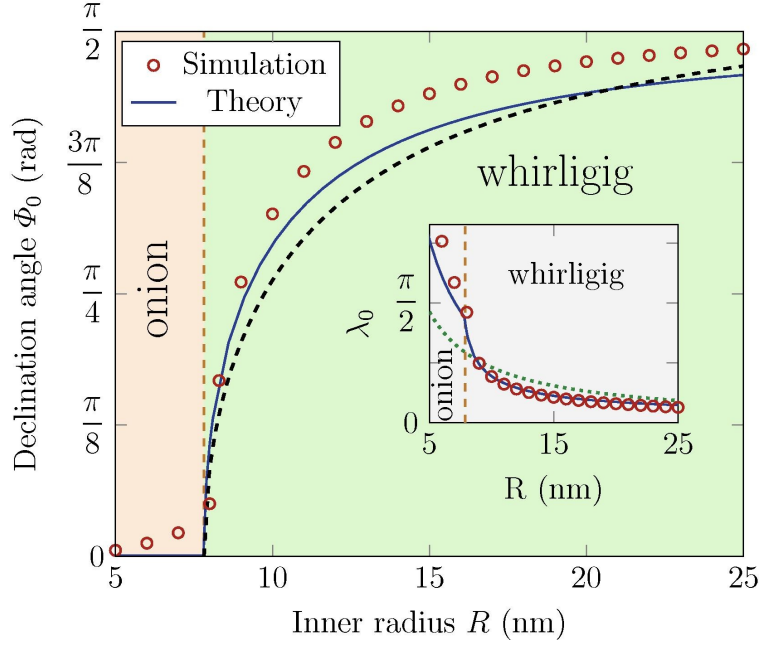 π
2
3π
8
π
4
π
8
0
Declination angle Φ₀ (rad)
Simulation
Theory
onion
whirligig
λ₀
π
2
0
onion
whirligig
5 15 25
R (nm)
5 10 15 20 25
Inner radius R (nm)